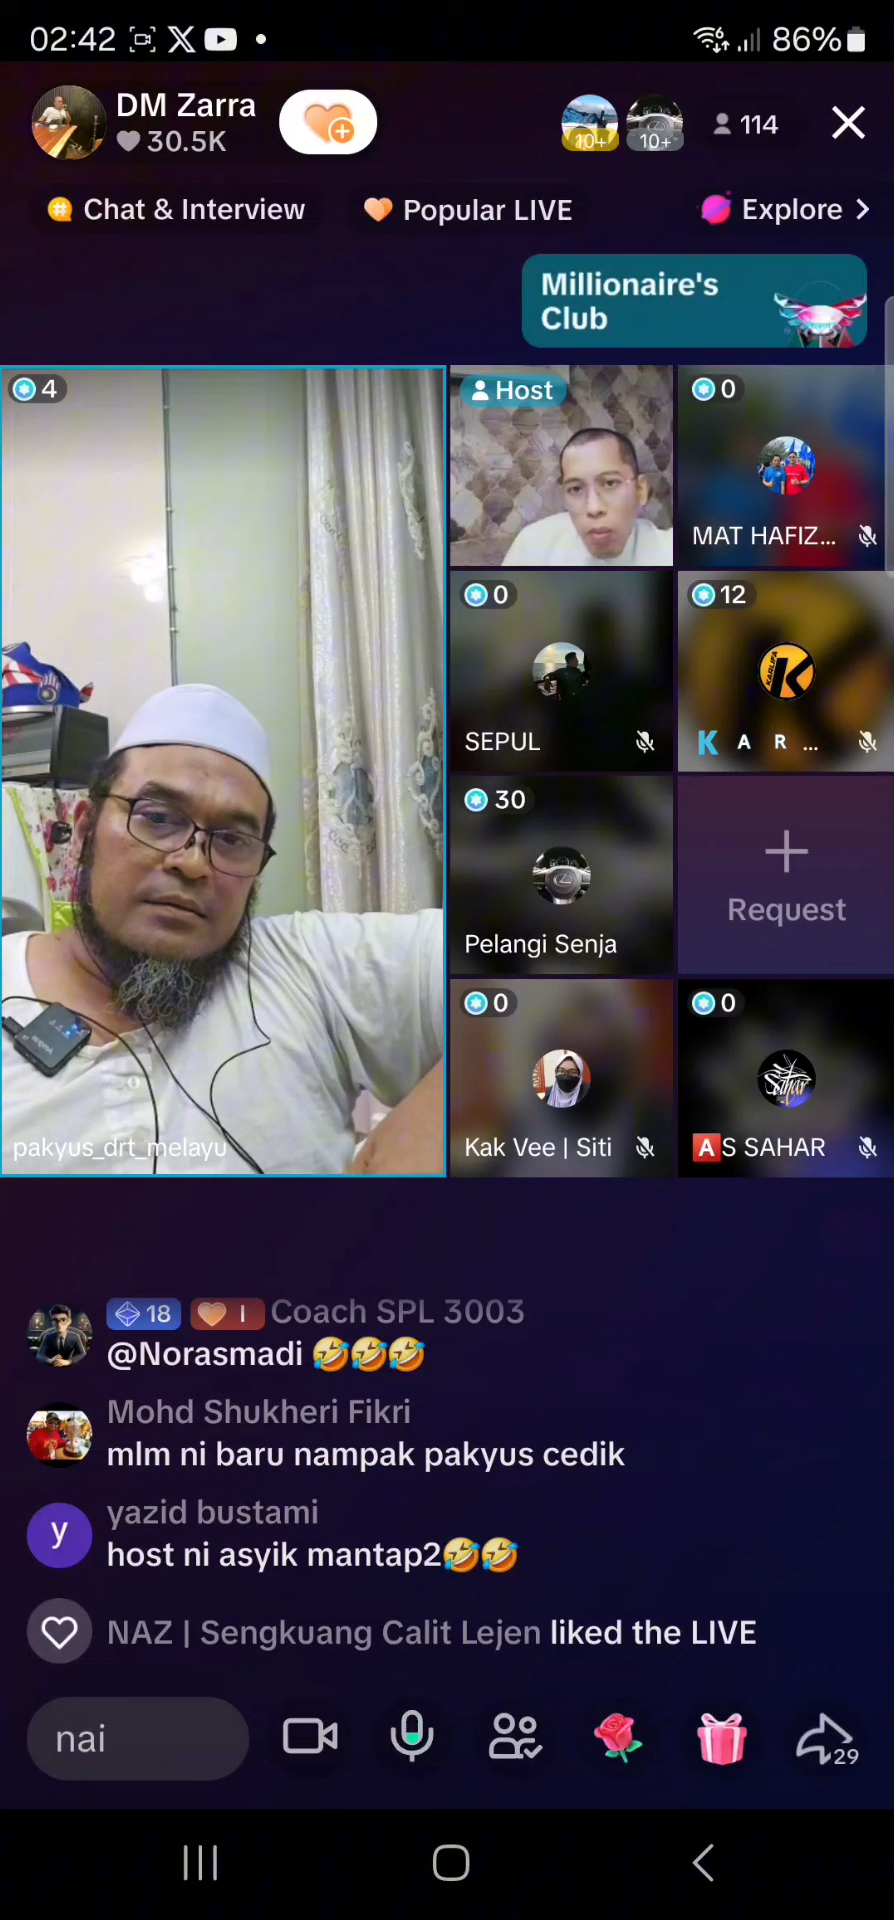 02:42
86%
DM Zarra
30.5K
10+
10+
114
Chat & Interview
Popular LIVE
Explore
Millionaire's
Club
4
Host
0
MAT HAFIZ...
0
SEPUL
12
K A R ...
30
Pelangi Senja
Request
0
Kak Vee | Siti
0
AS SAHAR
pakyus_drt_melayu
18 I Coach SPL 3003
@Norasmadi 🤣🤣🤣
Mohd Shukheri Fikri
mlm ni baru nampak pakyus cedik
y
yazid bustami
host ni asyik mantap2🤣🤣
NAZ | Sengkuang Calit Lejen liked the LIVE
nai
29